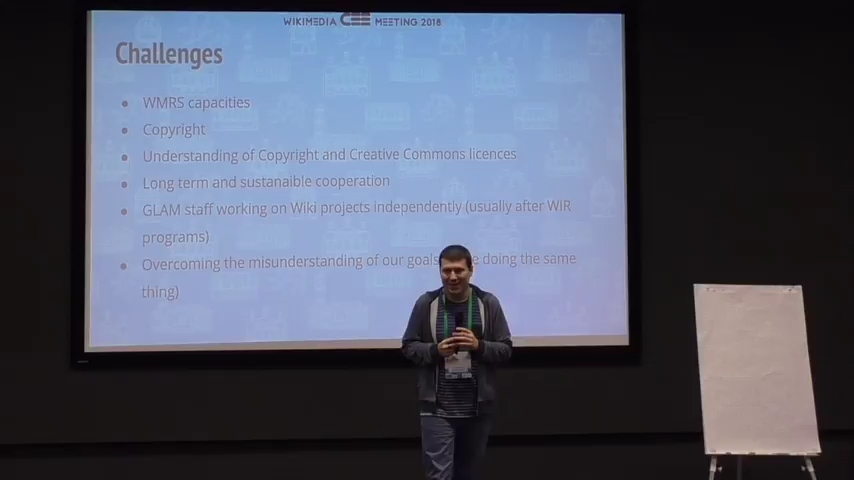 WIKIMEDIA CEE MEETING 2018
Challenges
• WMRS capacities
• Copyright
• Understanding of Copyright and Creative Commons licences
• Long term and sustanaible cooperation
• GLAM staff working on Wiki projects independently (usually after WIR
programs)
• Overcoming the misunderstanding of our goals doing the same
thing)